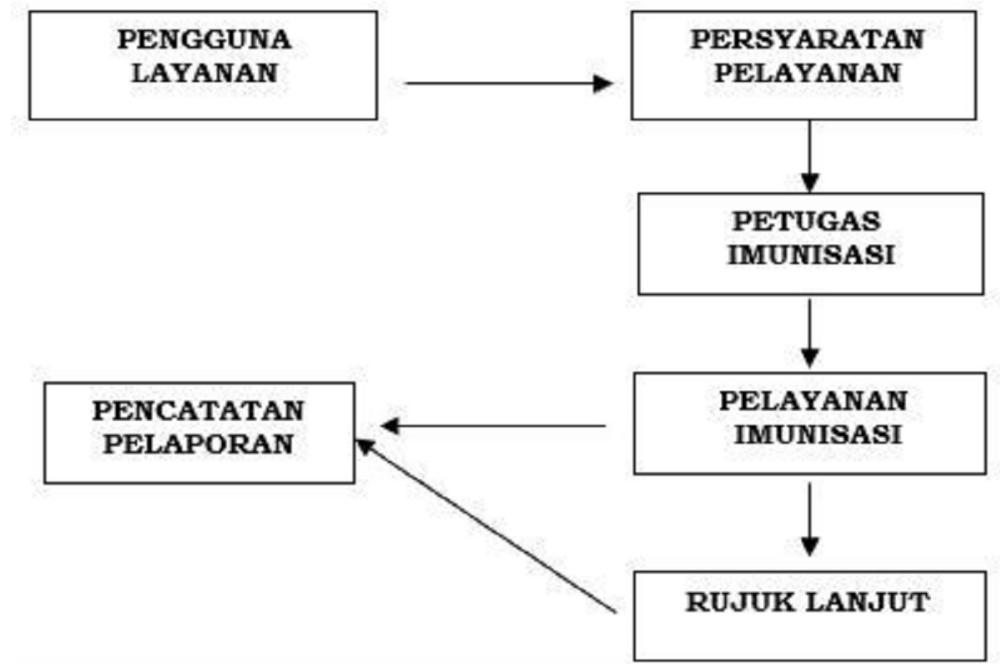 PENGGUNA
LAYANAN
PERSYARATAN
PELAYANAN
PETUGAS
IMUNISASI
PELAYANAN
IMUNISASI
PENCATATAN
PELAPORAN
RUJUK LANJUT